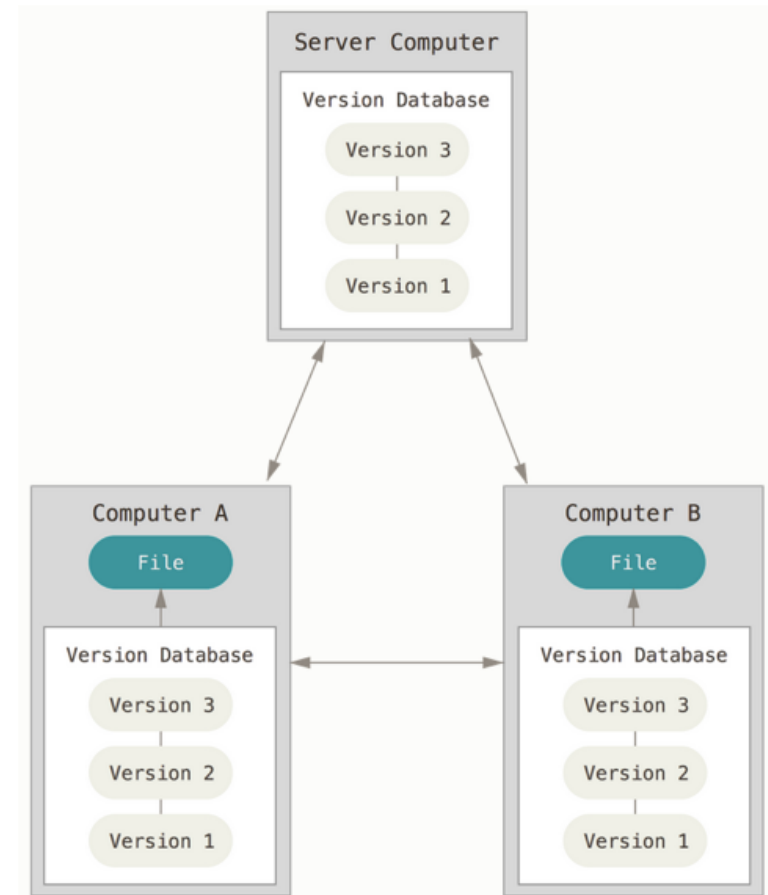 Server Computer
Version Database
Version 3
Version 2
Version 1
Computer A
File
Version Database
Version 3
Version 2
Version 1
Computer B
File
Version Database
Version 3
Version 2
Version 1